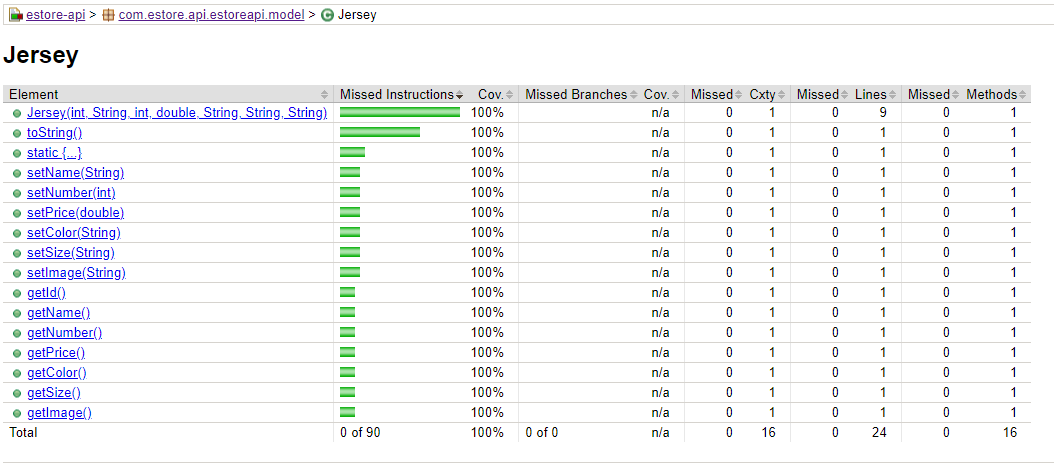 estore-api > com.estore.api.estoreapi.model > Jersey
Jersey
Element Missed Instructions Cov. Missed Branches Cov. Missed Cxty Missed Lines Missed Methods
Jersey(int, String, int, double, String, String, String) 100% n/a 0 1 0 9 0 1
toString() 100% n/a 0 1 0 1 0 1
static {...} 100% n/a 0 1 0 1 0 1
setName(String) 100% n/a 0 1 0 1 0 1
setNumber(int) 100% n/a 0 1 0 1 0 1
setPrice(double) 100% n/a 0 1 0 1 0 1
setColor(String) 100% n/a 0 1 0 1 0 1
setSize(String) 100% n/a 0 1 0 1 0 1
setImage(String) 100% n/a 0 1 0 1 0 1
getId() 100% n/a 0 1 0 1 0 1
getName() 100% n/a 0 1 0 1 0 1
getNumber() 100% n/a 0 1 0 1 0 1
getPrice() 100% n/a 0 1 0 1 0 1
getColor() 100% n/a 0 1 0 1 0 1
getSize() 100% n/a 0 1 0 1 0 1
getImage() 100% n/a 0 1 0 1 0 1
Total 0 of 90 100% 0 of 0 n/a 0 16 0 24 0 16